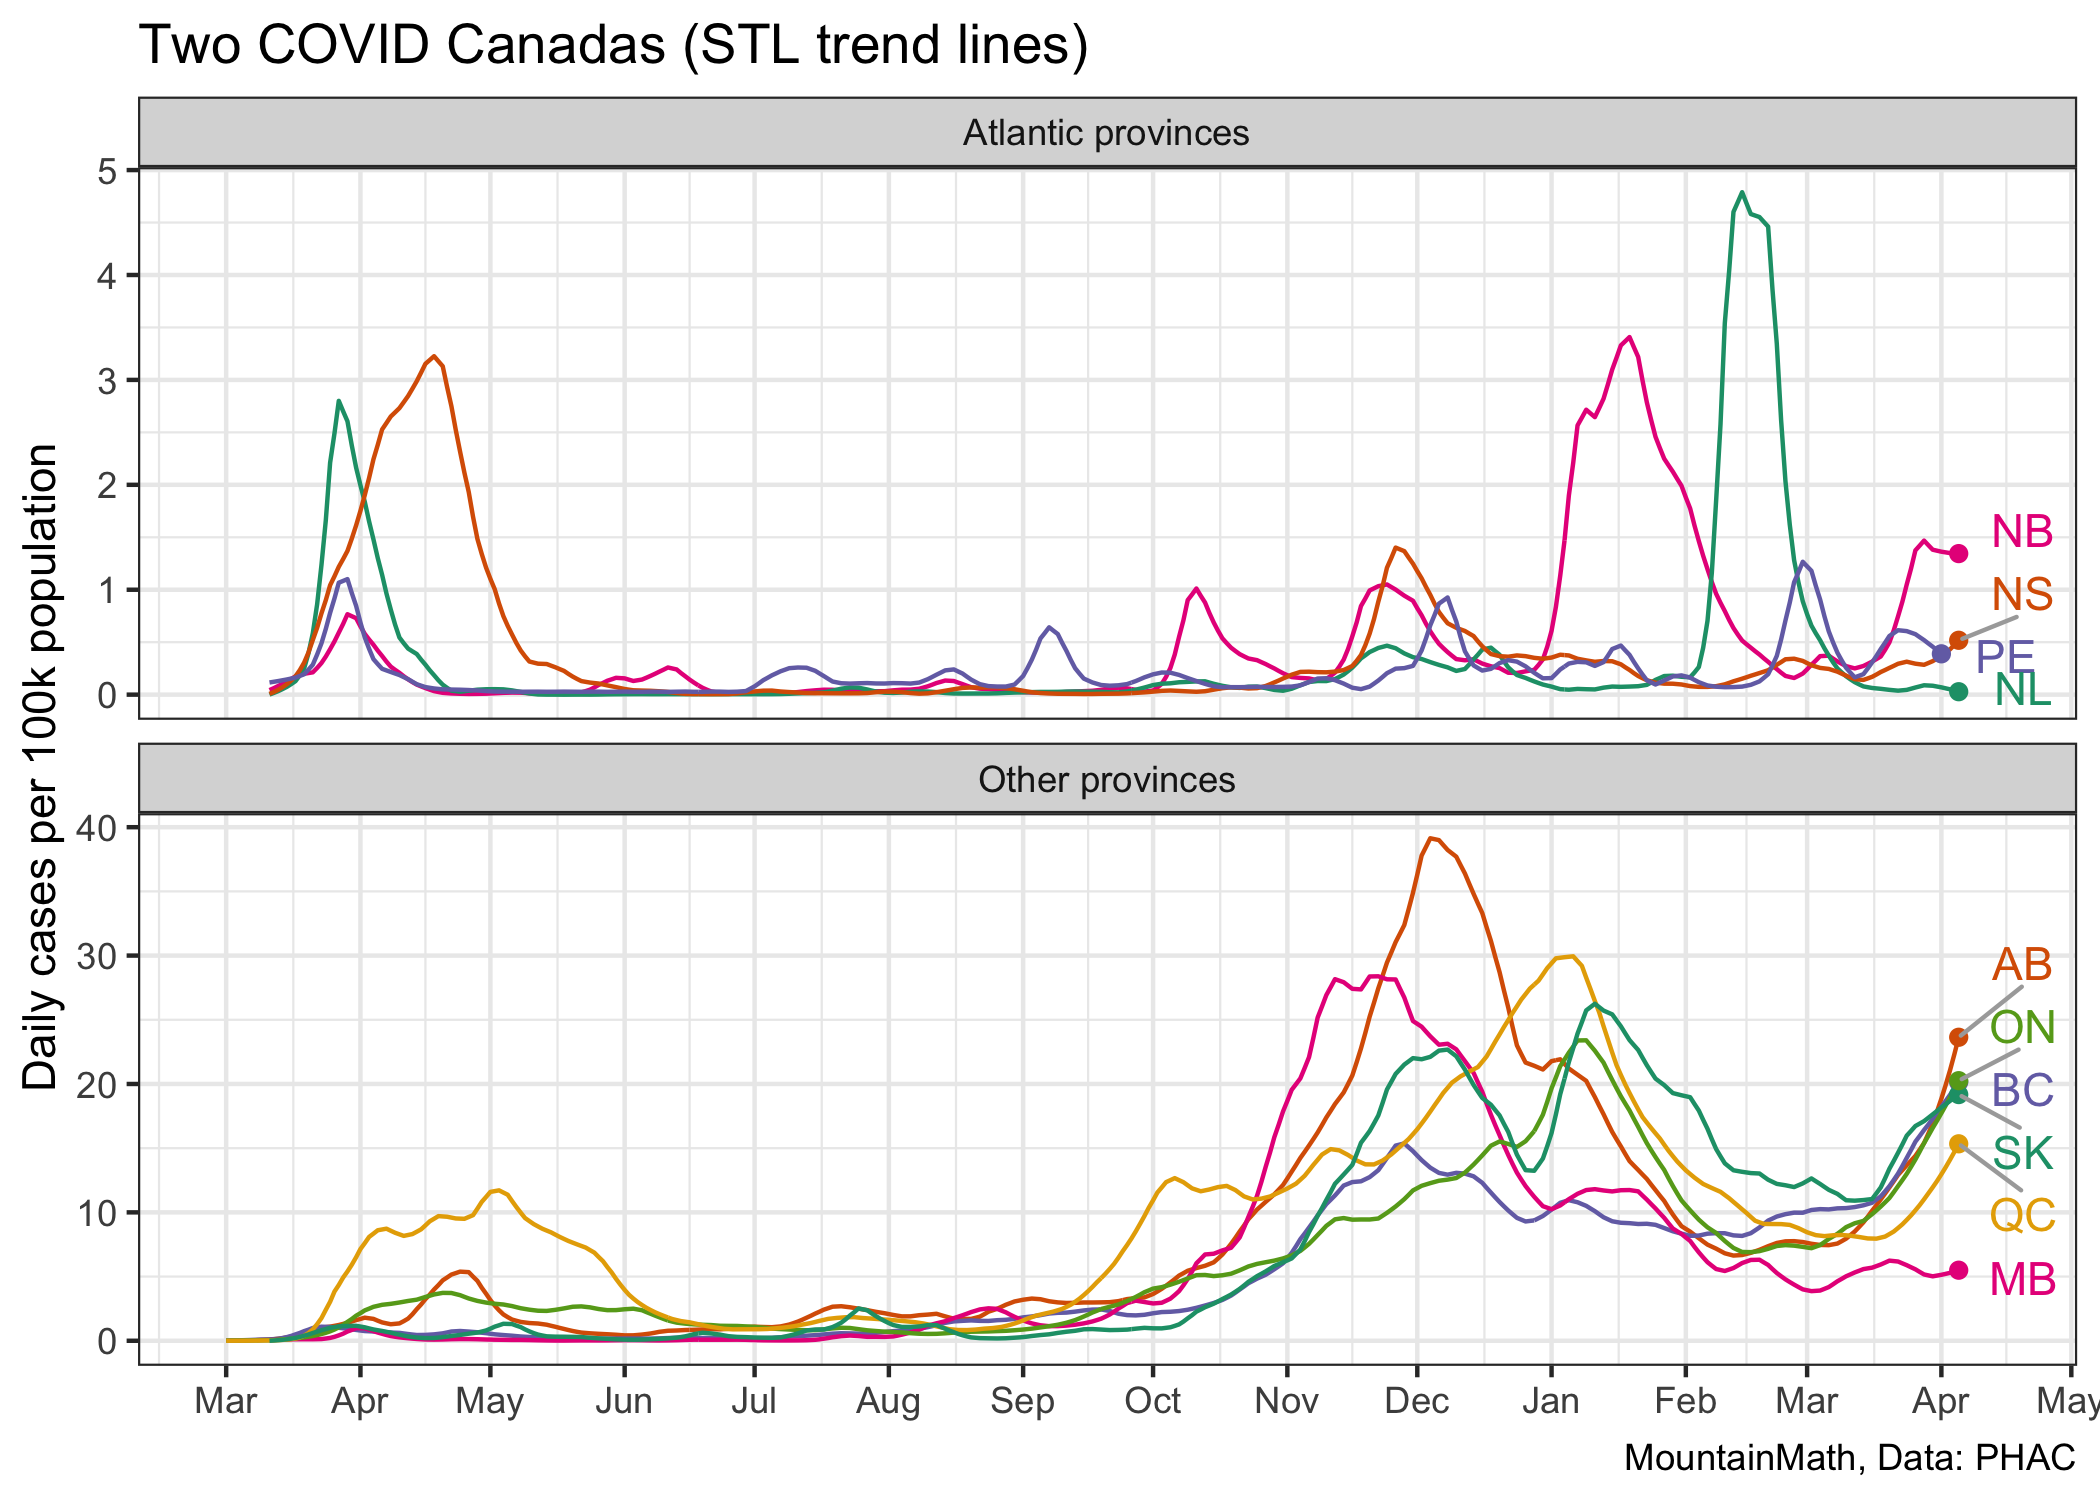 Two COVID Canadas (STL trend lines)
Atlantic provinces
5
4
3
2
1
0
NB
NS
PE
NL
Daily cases per 100k population
Other provinces
40
30
20
10
0
AB
ON
BC
SK
QC
MB
Mar Apr May Jun Jul Aug Sep Oct Nov Dec Jan Feb Mar Apr May
MountainMath, Data: PHAC